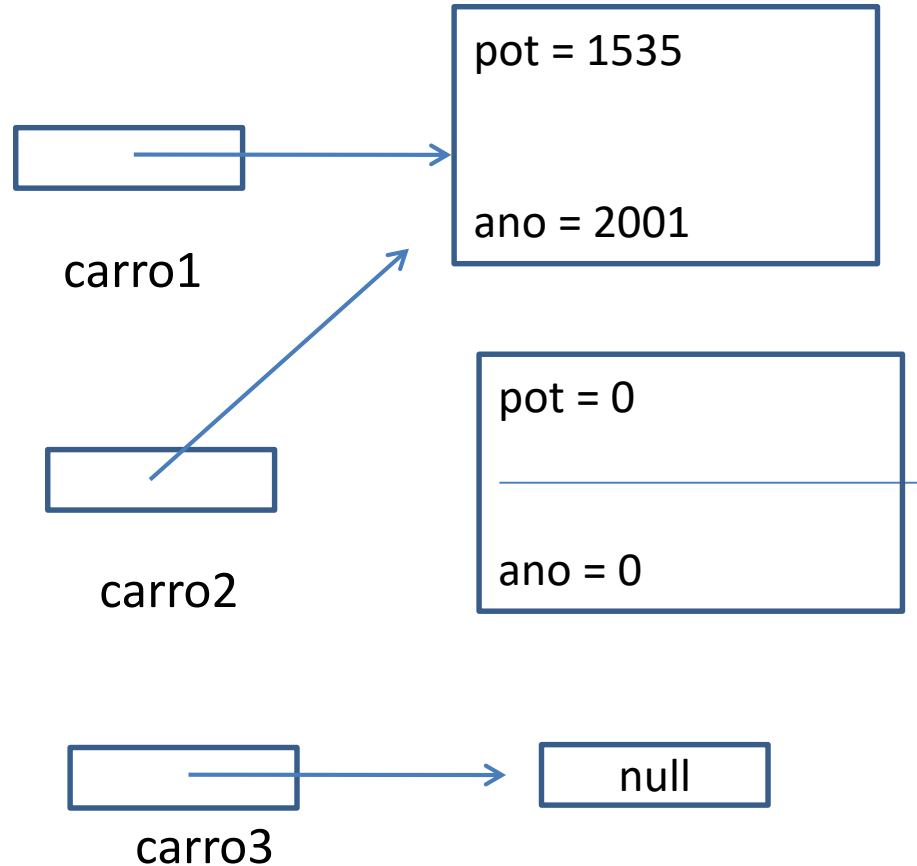 pot = 1535
ano = 2001
carro1
pot = 0
ano = 0
carro2
null
carro3